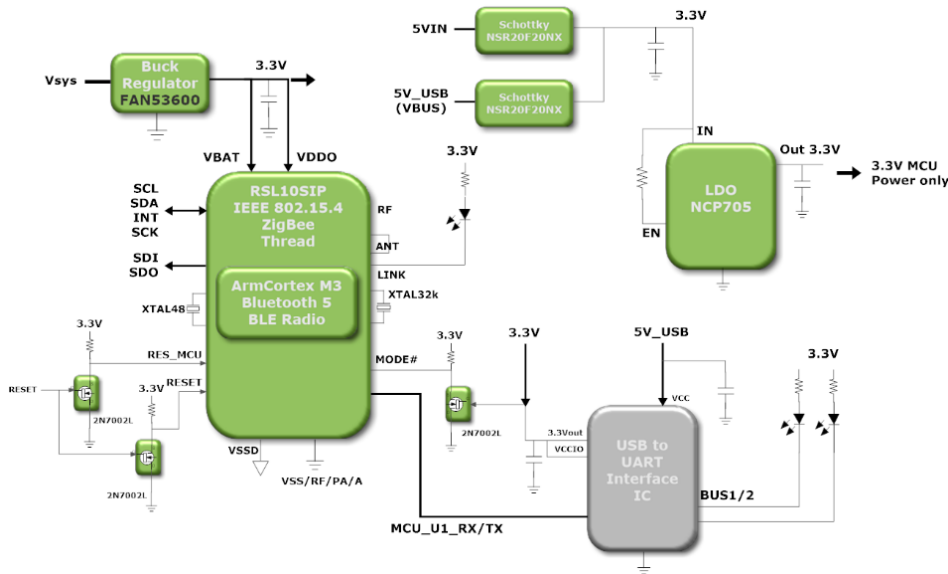 5VIN
Schottky
NSR20F20NX
3.3V
Vsys
Buck
Regulator
FAN53600
3.3V
5V_USB
(VBUS)
Schottky
NSR20F20NX
VBAT
VDDO
IN
LDO
NCP705
EN
Out 3.3V
3.3V MCU
Power only
3.3V
SCL
SDA
INT
SCK
SDI
SDO
RSL10SIP
IEEE 802.15.4
ZigBee
Thread
RF
ANT
LINK
ArmCortex M3
Bluetooth 5
BLE Radio
XTAL48
XTAL32k
3.3V
RES_MCU
RESET
RESET
3.3V
2N7002L
2N7002L
MODE#
3.3V
2N7002L
3.3V
5V_USB
VCC
3.3V
3.3Vout
VCCIO
USB to
UART
Interface
IC
BUS1/2
VSSD
VSS/RF/PA/A
MCU_U1_RX/TX